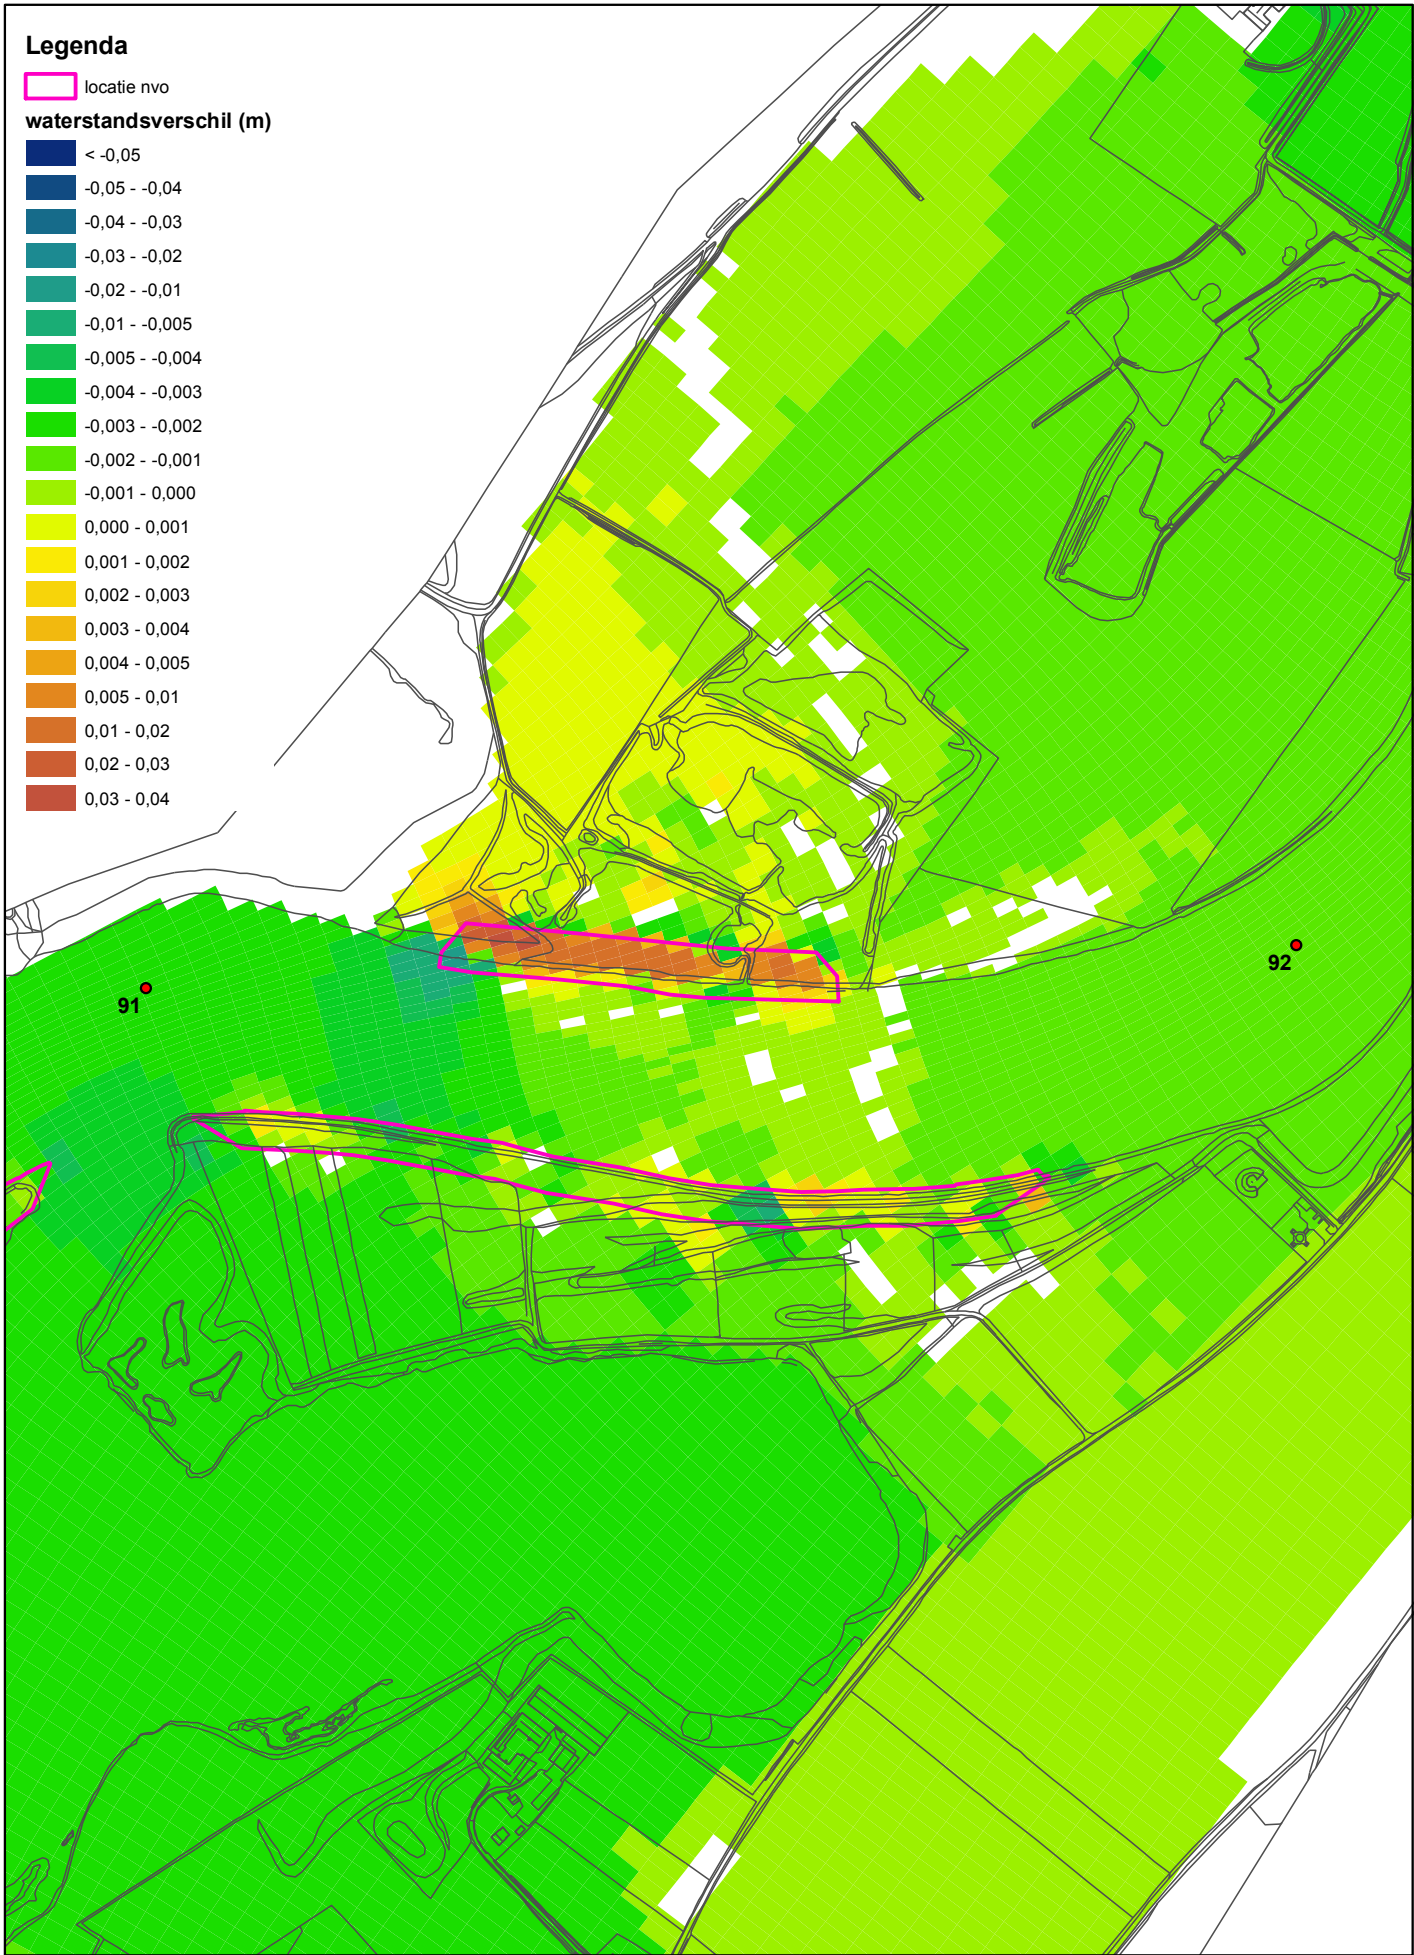 Legenda
locatie nvo
waterstandsverschil (m)
< -0,05
-0,05 - -0,04
-0,04 - -0,03
-0,03 - -0,02
-0,02 - -0,01
-0,01 - -0,005
-0,005 - -0,004
-0,004 - -0,003
-0,003 - -0,002
-0,002 - -0,001
-0,001 - 0,000
0,000 - 0,001
0,001 - 0,002
0,002 - 0,003
0,003 - 0,004
0,004 - 0,005
0,005 - 0,01
0,01 - 0,02
0,02 - 0,03
0,03 - 0,04
92
91